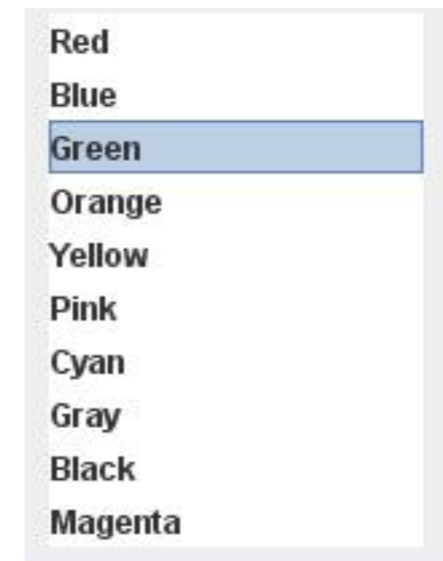 Red
Blue
Green
Orange
Yellow
Pink
Cyan
Gray
Black
Magenta